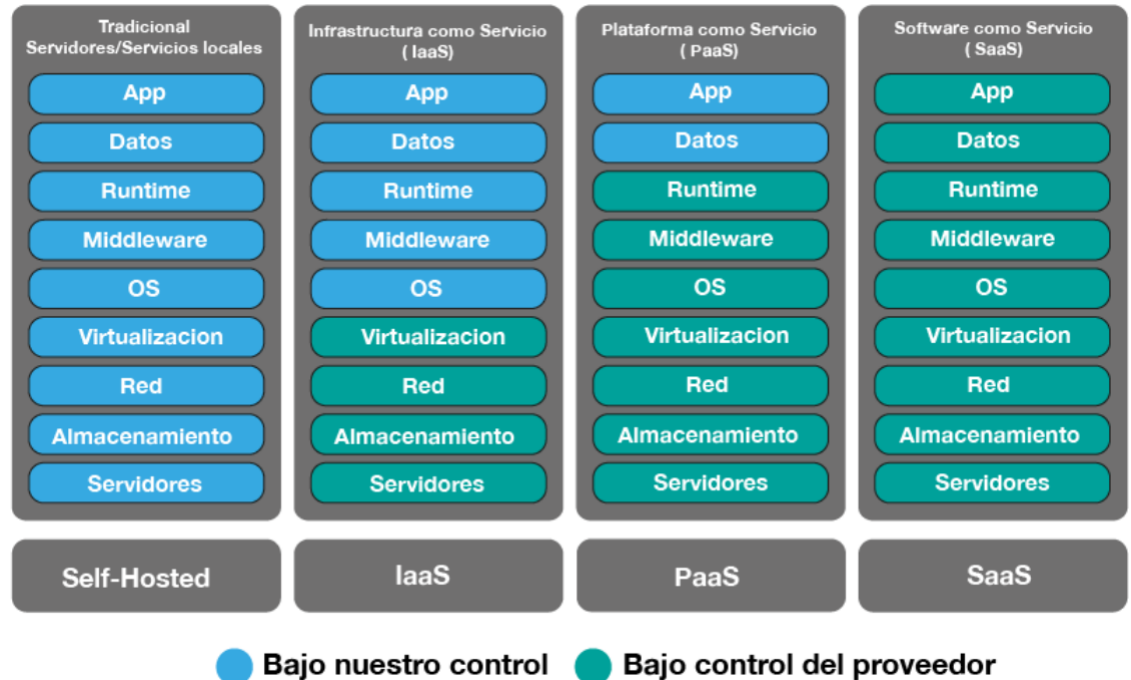 Tradicional
Servidores/Servicios locales
App
Datos
Runtime
Middleware
OS
Virtualizacion
Red
Almacenamiento
Servidores
Self-Hosted
Infrastructura como Servicio
( IaaS)
App
Datos
Runtime
Middleware
OS
Virtualizacion
Red
Almacenamiento
Servidores
IaaS
Plataforma como Servicio
( PaaS)
App
Datos
Runtime
Middleware
OS
Virtualizacion
Red
Almacenamiento
Servidores
PaaS
Software como Servicio
( SaaS)
App
Datos
Runtime
Middleware
OS
Virtualizacion
Red
Almacenamiento
Servidores
SaaS
Bajo nuestro control
Bajo control del proveedor